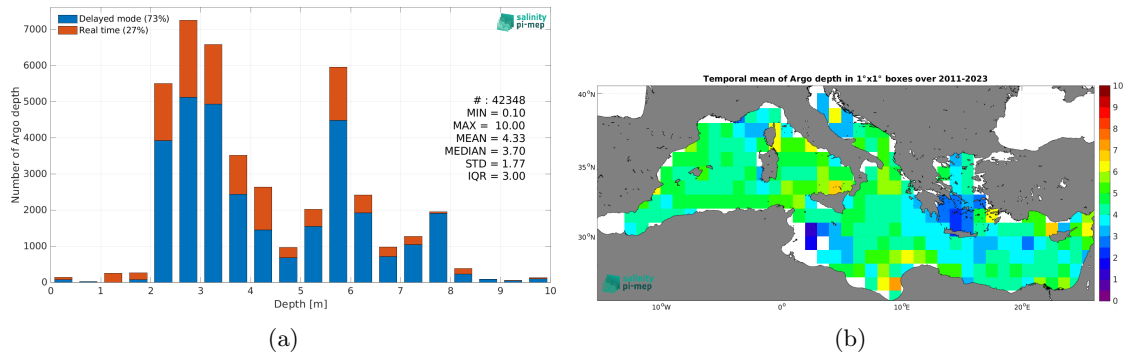 Delayed mode (73%)
Real time (27%)
salinity
pi-mep
Number of Argo depth
7000
6000
5000
4000
3000
2000
1000
0
# : 42348
MIN = 0.10
MAX = 10.00
MEAN = 4.33
MEDIAN = 3.70
STD = 1.77
IQR = 3.00
0 1 2 3 4 5 6 7 8 9 10
Depth [m]
(a)
Temporal mean of Argo depth in 1°x1° boxes over 2011-2023
40°N
35°N
30°N
10°W 0° 10°E 20°E
salinity
pi-mep
10
9
8
7
6
5
4
3
2
1
0
(b)